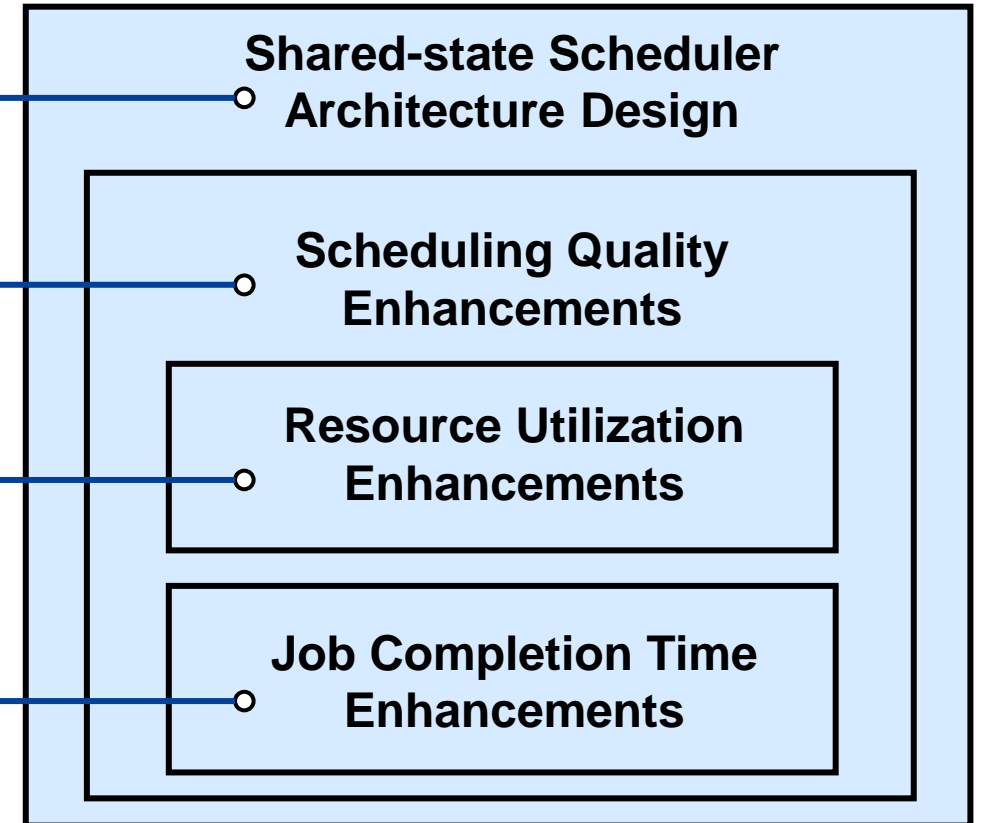 Shared-state Scheduler
Architecture Design
Scheduling Quality
Enhancements
Resource Utilization
Enhancements
Job Completion Time
Enhancements